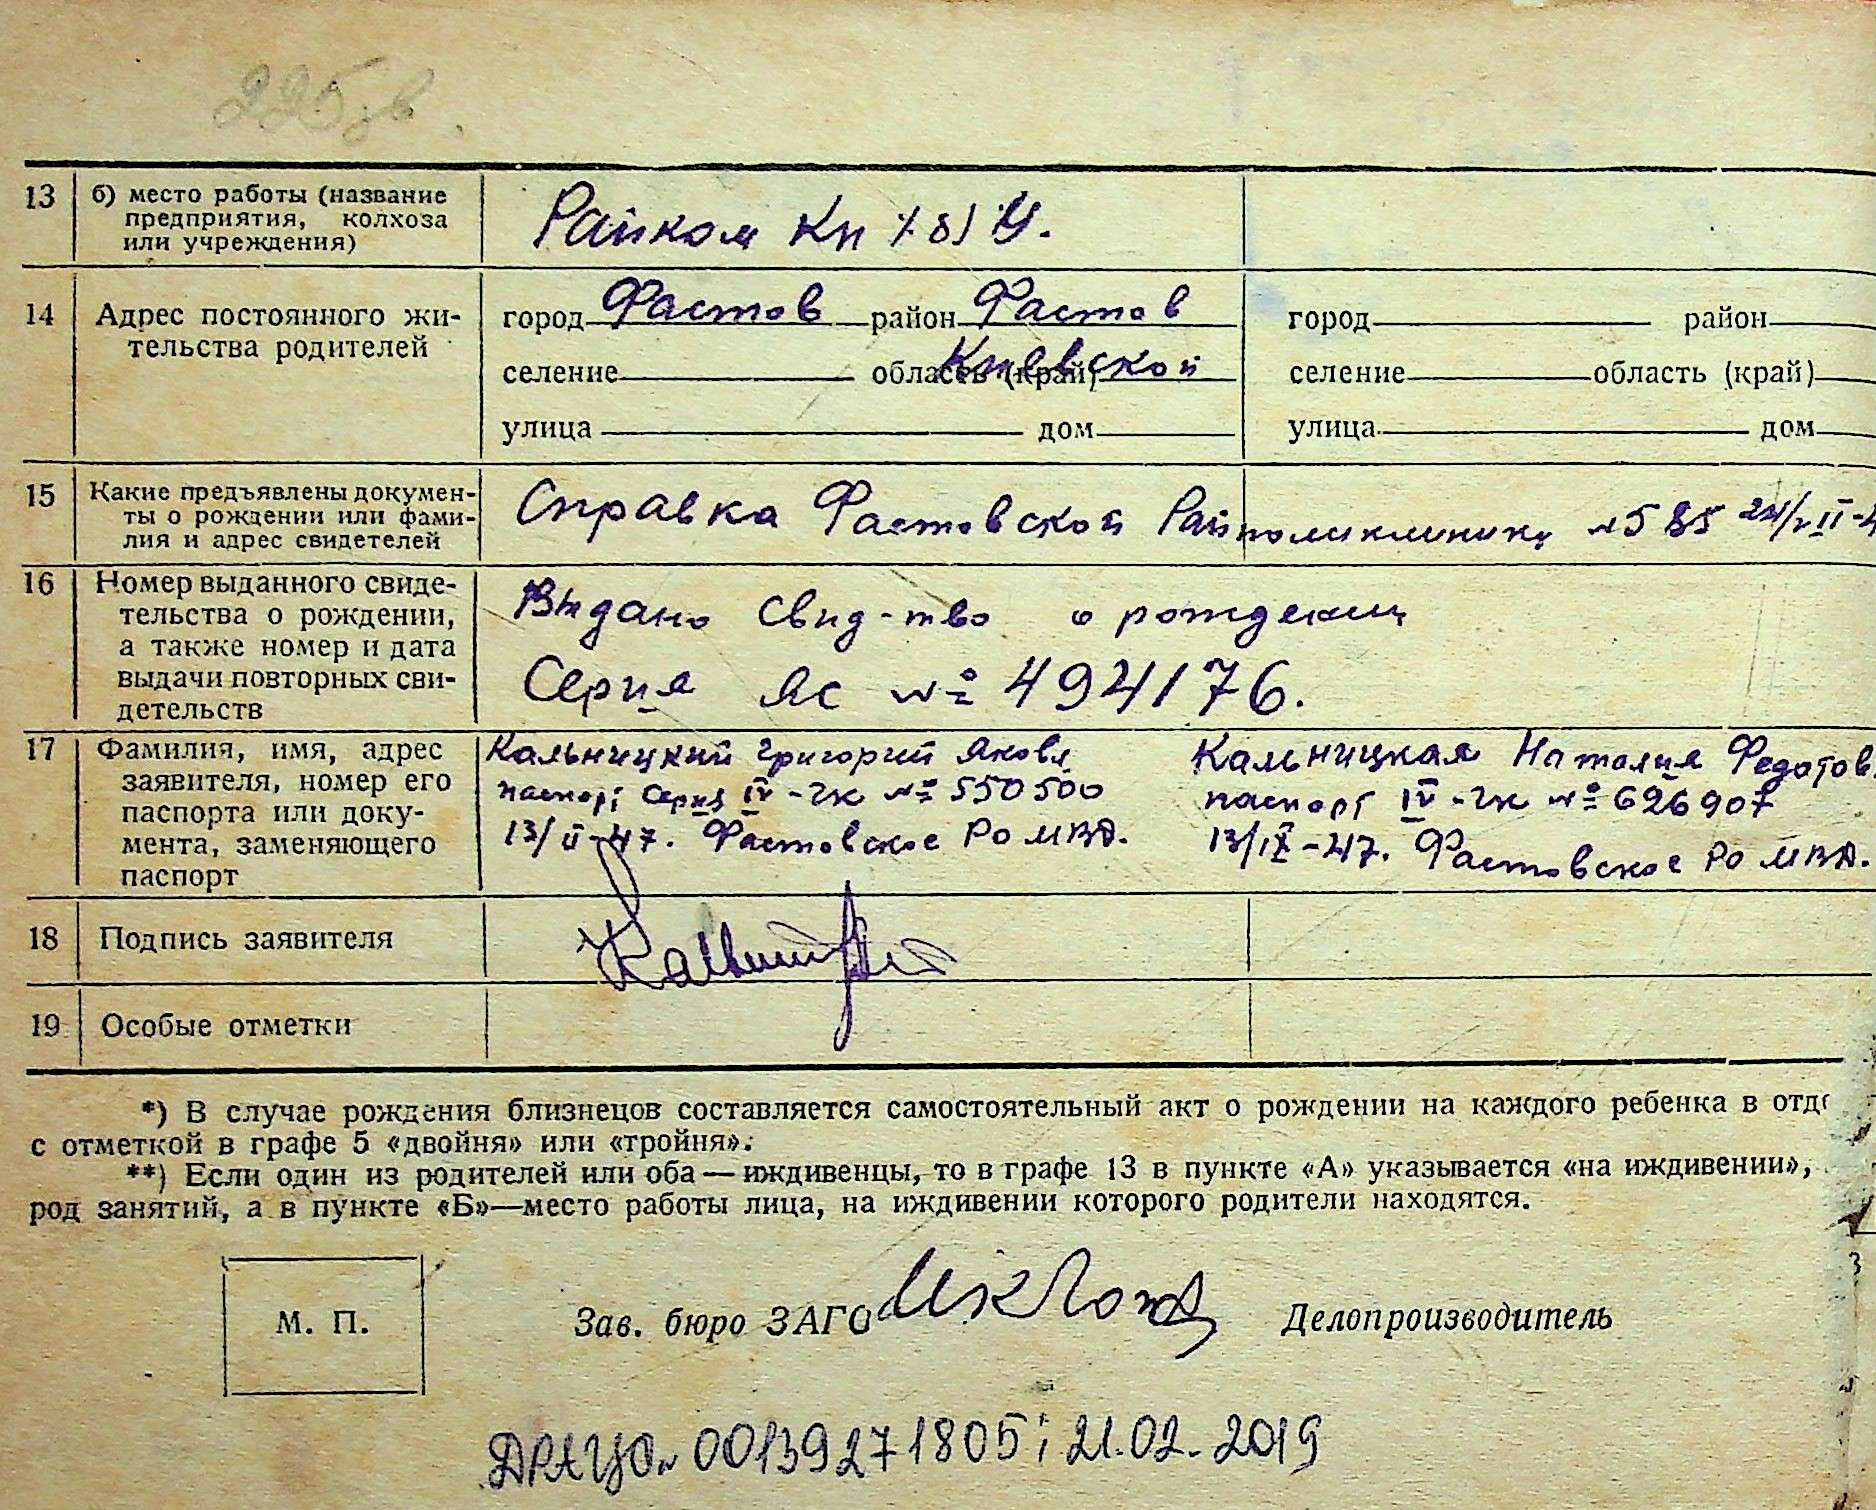 225 зв.
13 б) место работы (название
предприятия, колхоза
или учреждения)
Райком Кп /б/ У.
14 Адрес постоянного жи-
тельства родителей
город Фастов район Фастов
селение область (край) Киевской
улица дом
город район
селение область (край)
улица дом
15 Какие предъявлены докумен-
ты о рождении или фами-
лия и адрес свидетелей
Справка Фастовской Райполиклиники №585
16 Номер выданного свиде-
тельства о рождении,
а также номер и дата
выдачи повторных сви-
детельств
Выдано Свид-тво о рождении
Серия ЯС № 494176.
17 Фамилия, имя, адрес
заявителя, номер его
паспорта или доку-
мента, заменяющего
паспорт
Кальницкий Григорий Яковл
паспорт Серия IV-ЧК № 550500
13/II-47. Фастовское РО МВД.
Кальницкая Наталия Федотов
паспорт IV-ЧК № 626907
13/IX-47. Фастовское РО МВД.
18 Подпись заявителя
19 Особые отметки
*) В случае рождения близнецов составляется самостоятельный акт о рождении на каждого ребенка в отд
с отметкой в графе 5 «двойня» или «тройня».
**) Если один из родителей или оба — иждивенцы, то в графе 13 в пункте «А» указывается «на иждивении»,
род занятий, а в пункте «Б»—место работы лица, на иждивении которого родители находятся.
М. П.
Зав. бюро ЗАГС
Делопроизводитель
ДРАЦО 00139271805 і 21.02.2019